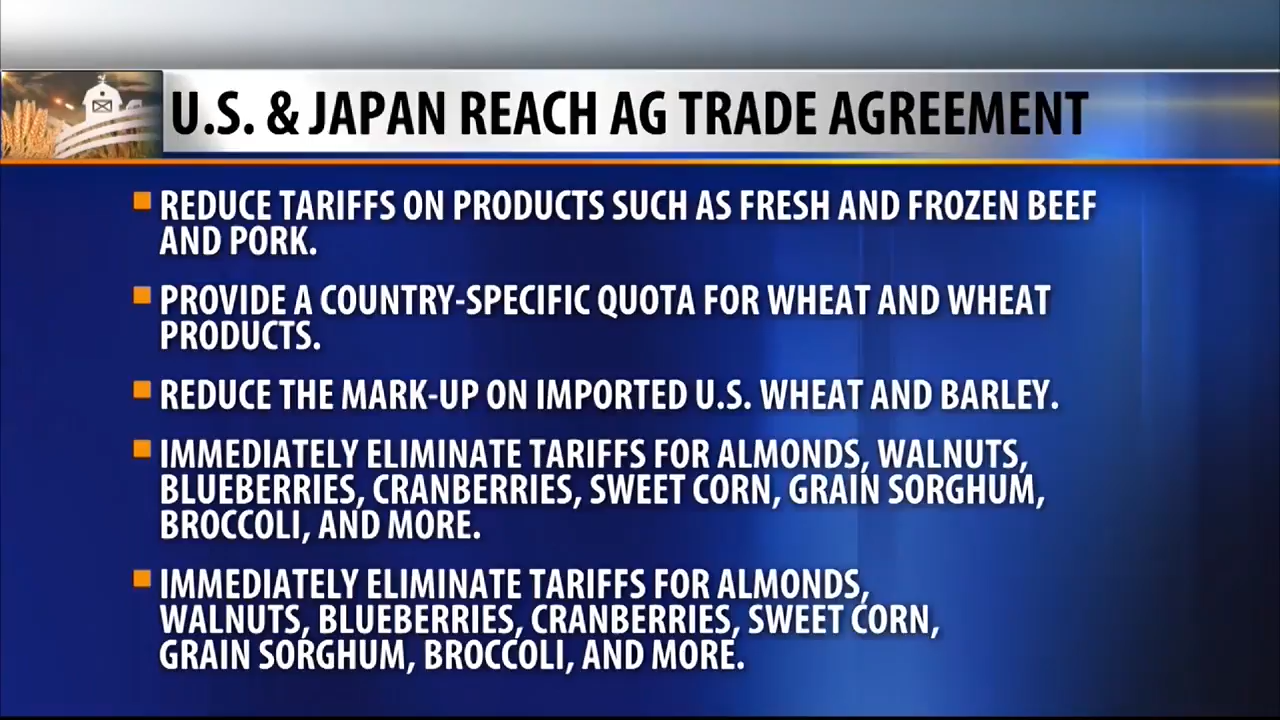 U.S. & JAPAN REACH AG TRADE AGREEMENT
REDUCE TARIFFS ON PRODUCTS SUCH AS FRESH AND FROZEN BEEF
AND PORK.
PROVIDE A COUNTRY-SPECIFIC QUOTA FOR WHEAT AND WHEAT
PRODUCTS.
REDUCE THE MARK-UP ON IMPORTED U.S. WHEAT AND BARLEY.
IMMEDIATELY ELIMINATE TARIFFS FOR ALMONDS, WALNUTS,
BLUEBERRIES, CRANBERRIES, SWEET CORN, GRAIN SORGHUM,
BROCCOLI, AND MORE.
IMMEDIATELY ELIMINATE TARIFFS FOR ALMONDS,
WALNUTS, BLUEBERRIES, CRANBERRIES, SWEET CORN,
GRAIN SORGHUM, BROCCOLI, AND MORE.